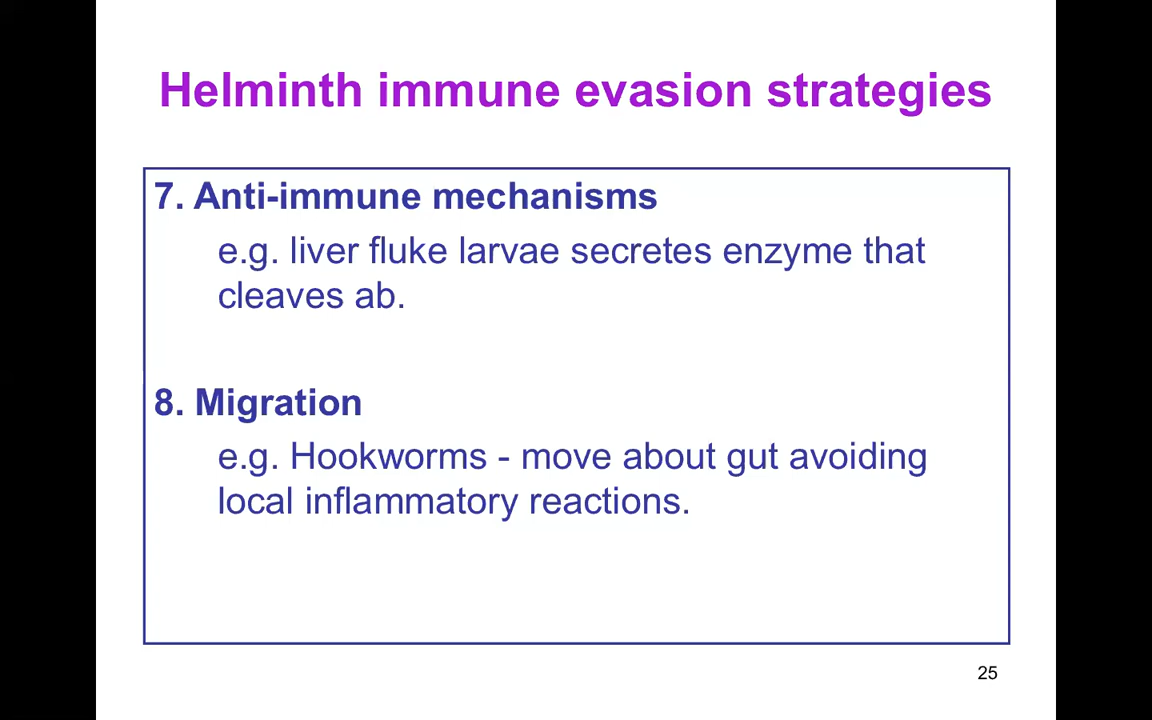 Helminth immune evasion strategies
7. Anti-immune mechanisms
e.g. liver fluke larvae secretes enzyme that
cleaves ab.
8. Migration
e.g. Hookworms - move about gut avoiding
local inflammatory reactions.
25